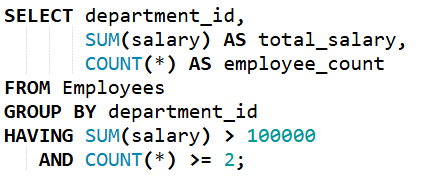 SELECT department_id,
       SUM(salary) AS total_salary,
       COUNT(*) AS employee_count
FROM Employees
GROUP BY department_id
HAVING SUM(salary) > 100000
   AND COUNT(*) >= 2;